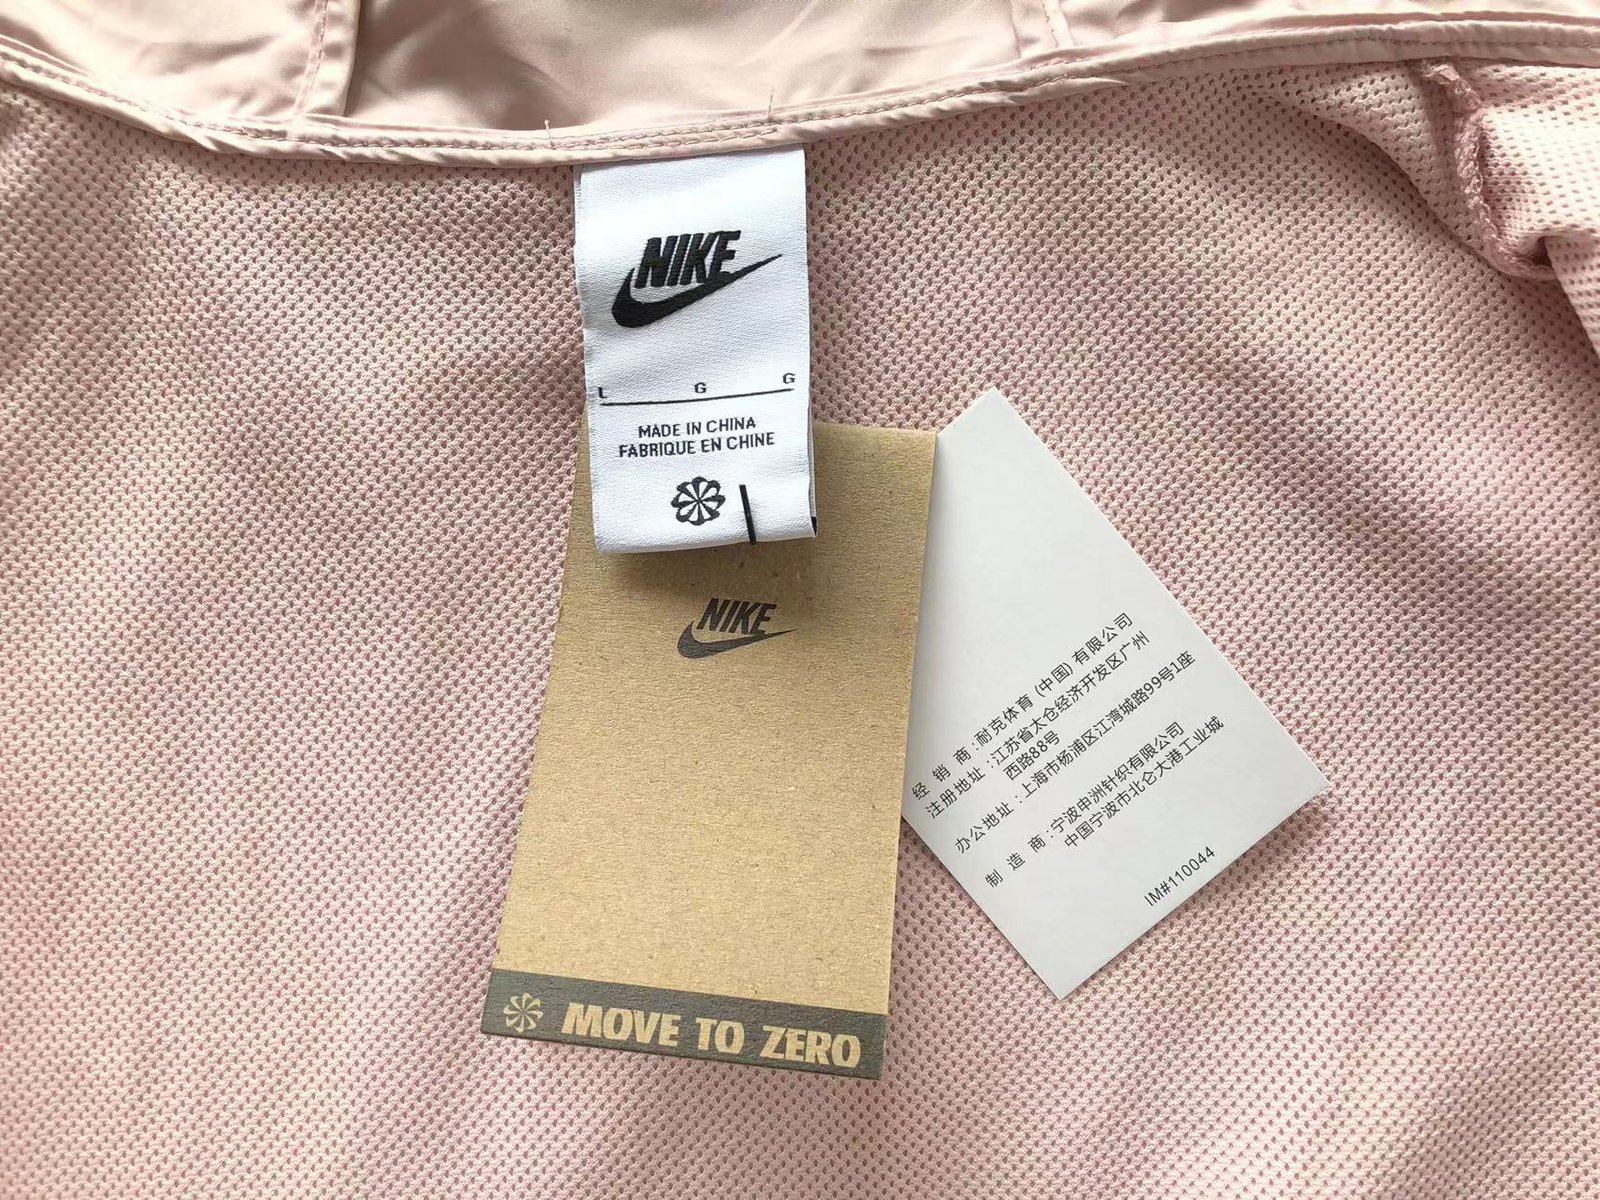 NIKE
L G G
MADE IN CHINA
FABRIQUE EN CHINE
NIKE
MOVE TO ZERO
经 销 商：耐克体育 (中国) 有限公司
注册地址：江苏省太仓经济开发区广州
西路88号
办公地址：上海市杨浦区江湾城路99号1座
制 造 商：宁波申洲针织有限公司
中国宁波市北仑大港工业城
IM#110044